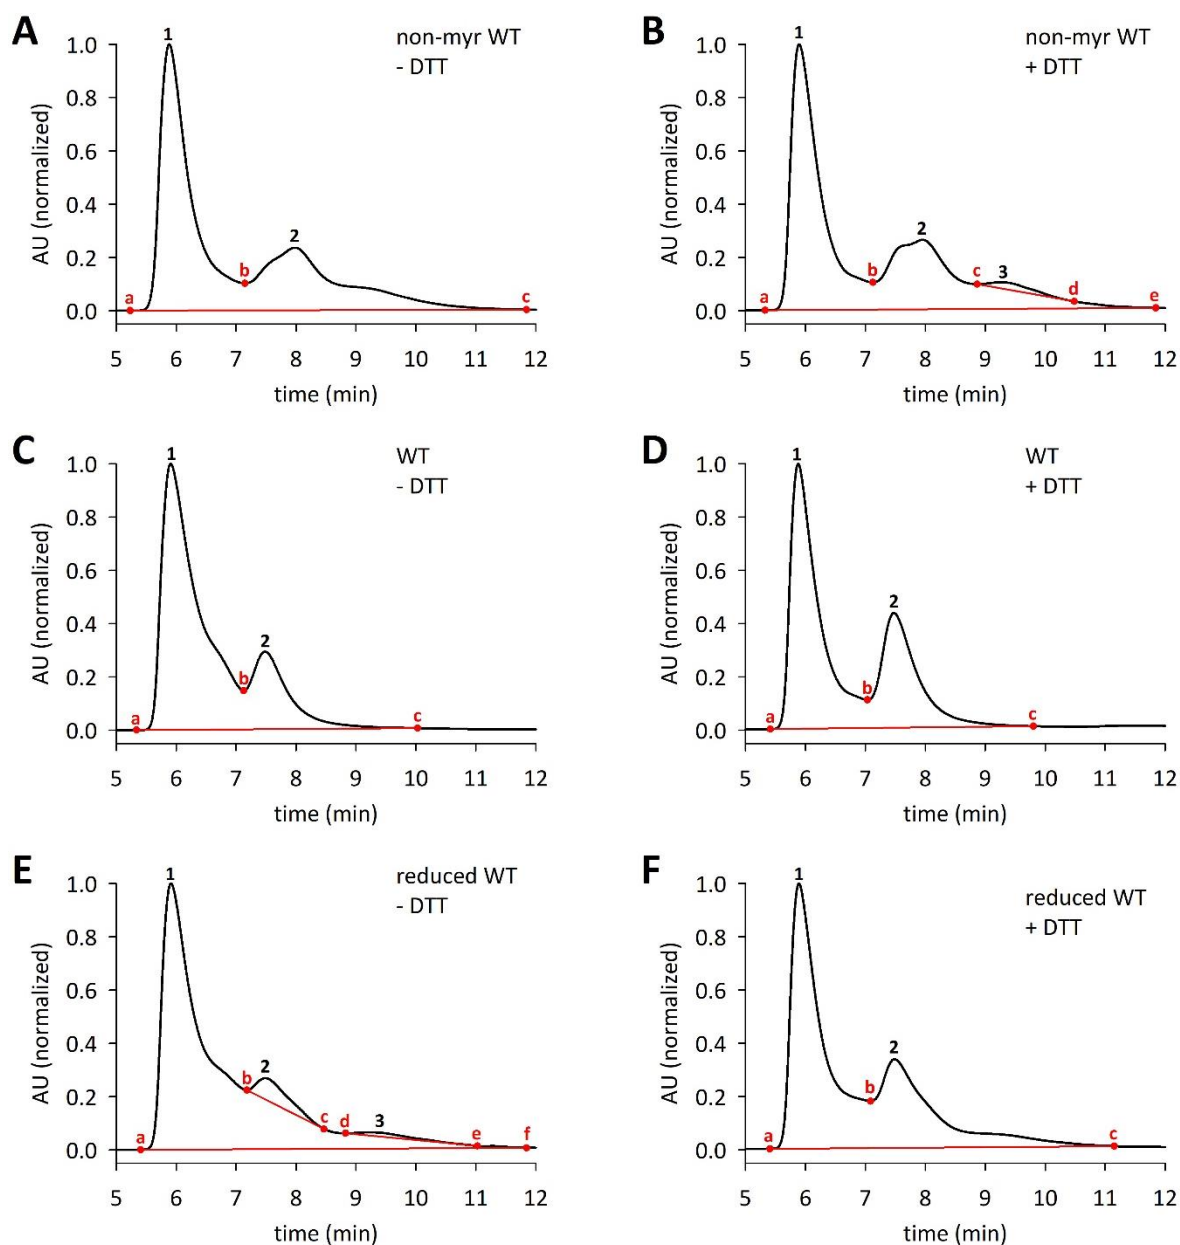 A
non-myr WT
- DTT
AU (normalized)
1.0
0.8
0.6
0.4
0.2
0.0
1
2
a
b
c
5 6 7 8 9 10 11 12
time (min)
B
non-myr WT
+ DTT
AU (normalized)
1.0
0.8
0.6
0.4
0.2
0.0
1
2
3
a
b
c
d
e
5 6 7 8 9 10 11 12
time (min)
C
WT
- DTT
AU (normalized)
1.0
0.8
0.6
0.4
0.2
0.0
1
2
a
b
c
5 6 7 8 9 10 11 12
time (min)
D
WT
+ DTT
AU (normalized)
1.0
0.8
0.6
0.4
0.2
0.0
1
2
a
b
c
5 6 7 8 9 10 11 12
time (min)
E
reduced WT
- DTT
AU (normalized)
1.0
0.8
0.6
0.4
0.2
0.0
1
2
3
a
b
c
d
e
f
5 6 7 8 9 10 11 12
time (min)
F
reduced WT
+ DTT
AU (normalized)
1.0
0.8
0.6
0.4
0.2
0.0
1
2
a
b
c
5 6 7 8 9 10 11 12
time (min)